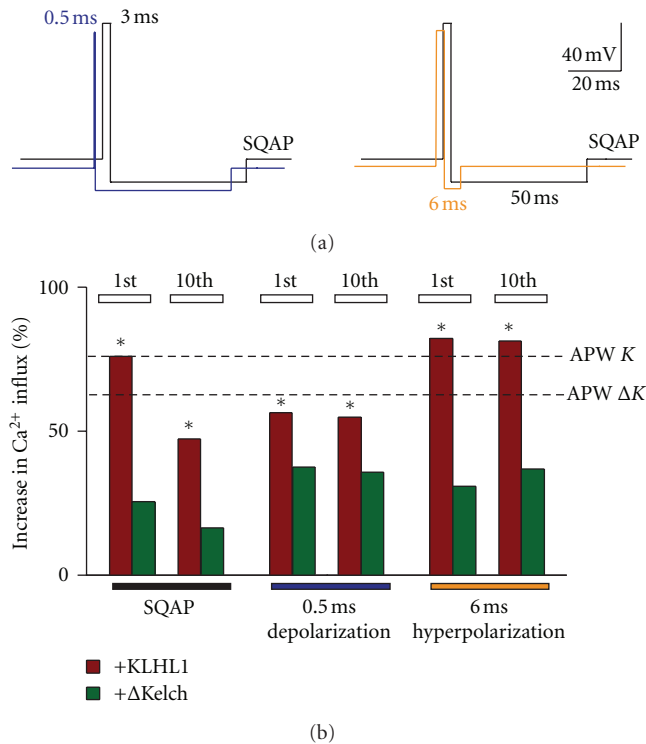 0.5 ms
3 ms
SQAP
40 mV
20 ms
SQAP
6 ms
50 ms
(a)
100
50
0
Increase in Ca²⁺ influx (%)
1st
10th
1st
10th
1st
10th
*
*
*
*
*
*
APW K
APW ΔK
SQAP
0.5 ms
depolarization
6 ms
hyperpolarization
+KLHL1
+ΔKelch
(b)